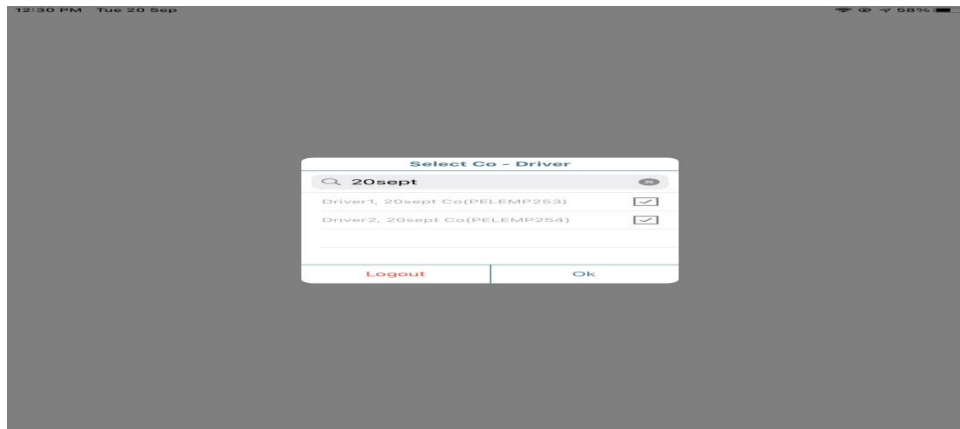 12:30 PM Tue 20 Sep 58%
Select Co - Driver
20sept
Driver1, 20sept Co(PELEMP253)
Driver2, 20sept Co(PELEMP254)
Logout Ok